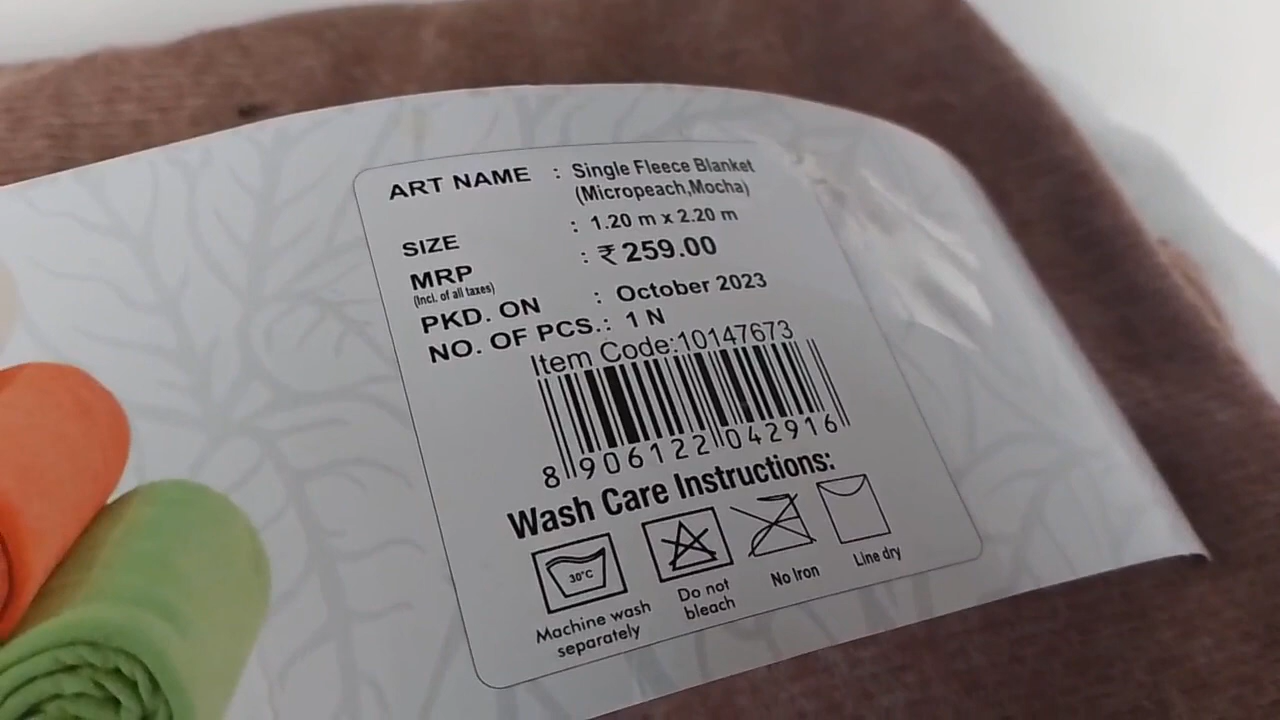 ART NAME : Single Fleece Blanket
(Micropeach,Mocha)
SIZE : 1.20 m x 2.20 m
MRP : ₹ 259.00
(Incl. of all taxes)
PKD. ON : October 2023
NO. OF PCS.: 1 N
Item Code:10147673
8 906122 042916
Wash Care Instructions:
30°C
Machine wash separately
Do not bleach
No Iron
Line dry